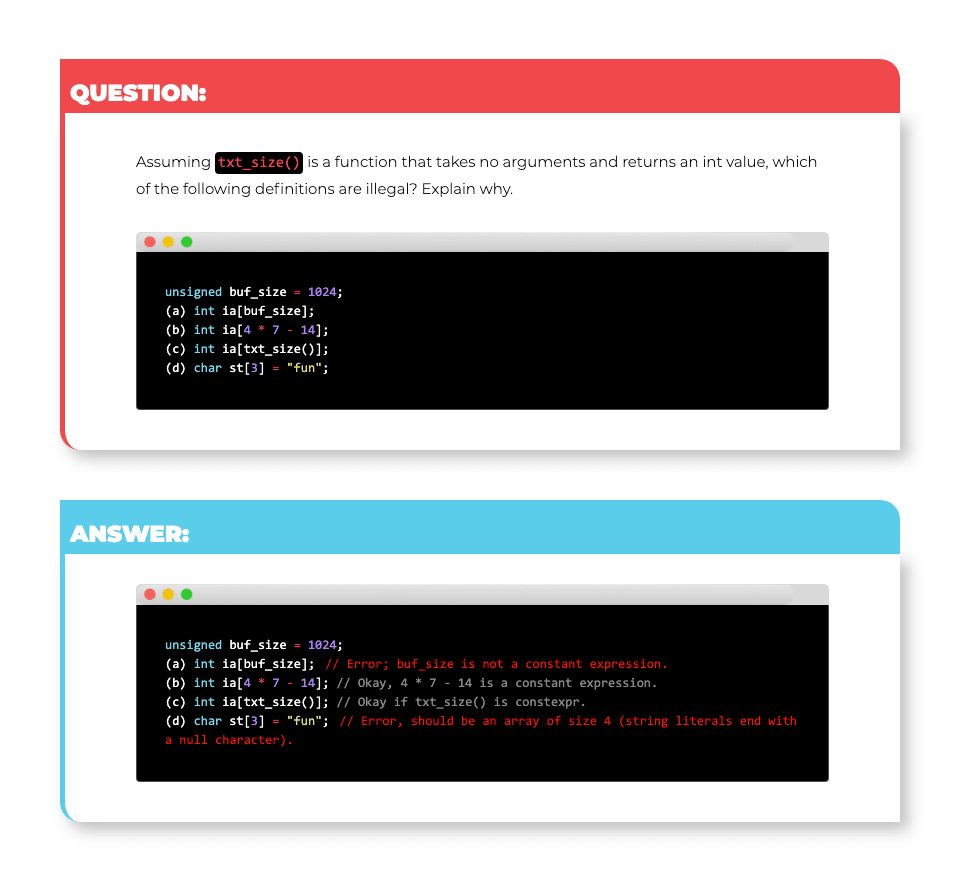 QUESTION:
Assuming txt_size() is a function that takes no arguments and returns an int value, which
of the following definitions are illegal? Explain why.
unsigned buf_size = 1024;
(a) int ia[buf_size];
(b) int ia[4 * 7 - 14];
(c) int ia[txt_size()];
(d) char st[3] = "fun";
ANSWER:
unsigned buf_size = 1024;
(a) int ia[buf_size]; // Error; buf_size is not a constant expression.
(b) int ia[4 * 7 - 14]; // Okay, 4 * 7 - 14 is a constant expression.
(c) int ia[txt_size()]; // Okay if txt_size() is constexpr.
(d) char st[3] = "fun"; // Error, should be an array of size 4 (string literals end with
a null character).